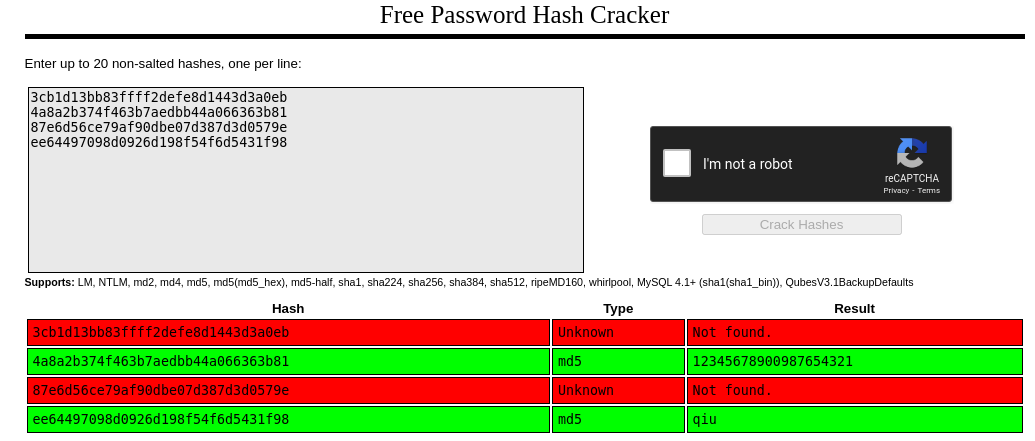 Free Password Hash Cracker
Enter up to 20 non-salted hashes, one per line:
3cb1d13bb83ffff2defe8d1443d3a0eb
4a8a2b374f463b7aedbb44a066363b81
87e6d56ce79af90dbe07d387d3d0579e
ee64497098d0926d198f54f6d5431f98
I'm not a robot
reCAPTCHA
Privacy - Terms
Crack Hashes
Supports: LM, NTLM, md2, md4, md5, md5(md5_hex), md5-half, sha1, sha224, sha256, sha384, sha512, ripeMD160, whirlpool, MySQL 4.1+ (sha1(sha1_bin)), QubesV3.1BackupDefaults
Hash Type Result
3cb1d13bb83ffff2defe8d1443d3a0eb Unknown Not found.
4a8a2b374f463b7aedbb44a066363b81 md5 12345678900987654321
87e6d56ce79af90dbe07d387d3d0579e Unknown Not found.
ee64497098d0926d198f54f6d5431f98 md5 qiu